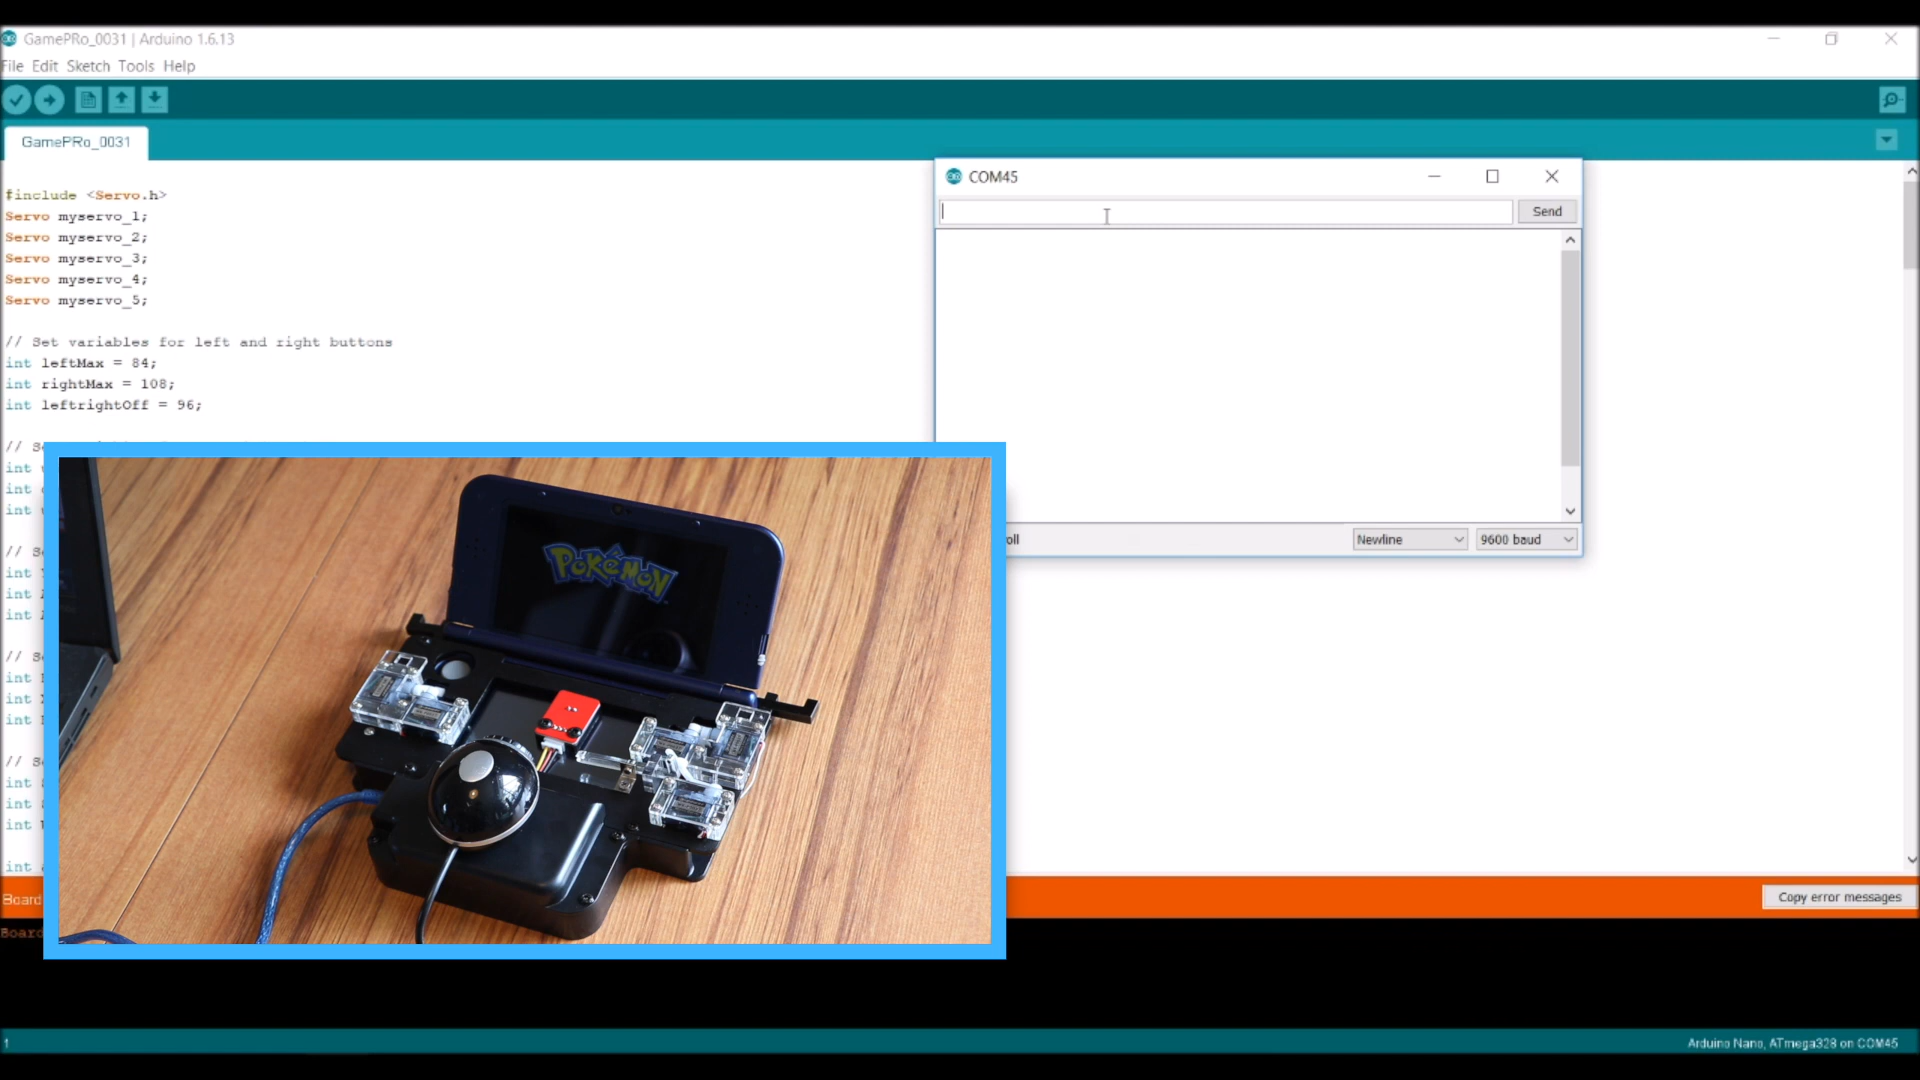 GamePRo_0031 | Arduino 1.6.13
File Edit Sketch Tools Help
GamePRo_0031
#include <Servo.h>
Servo myservo_1;
Servo myservo_2;
Servo myservo_3;
Servo myservo_4;
Servo myservo_5;
// Set variables for left and right buttons
int leftMax = 84;
int rightMax = 108;
int leftrightOff = 96;
//
int
int
int
//
int
int
int
//
int
int
int
//
int
int
int
int
COM45
Send
Newline
9600 baud
POKéMON
Board
Copy error messages
Board
1
Arduino Nano, ATmega328 on COM45